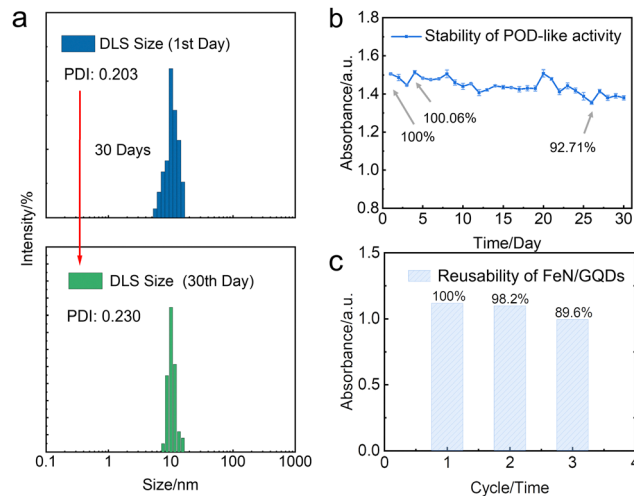 a
DLS Size (1st Day)
PDI: 0.203
30 Days
Intensity/%
DLS Size (30th Day)
PDI: 0.230
0.1 1 10 100 1000
Size/nm
b
Stability of POD-like activity
Absorbance/a.u.
1.8
1.6
1.4
1.2
1.0
100%
100.06%
92.71%
0 5 10 15 20 25 30
Time/Day
c
Reusability of FeN/GQDs
Absorbance/a.u.
1.5
1.0
0.5
0.0
100%
98.2%
89.6%
0 1 2 3 4
Cycle/Time